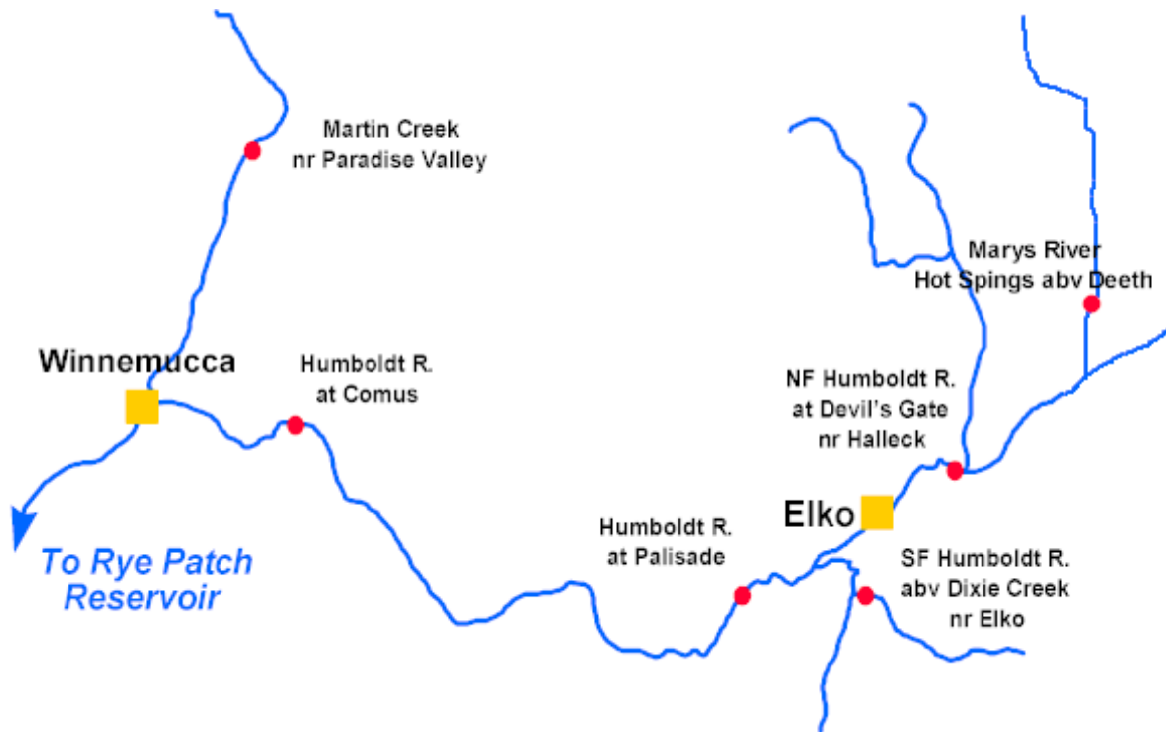 Martin Creek
nr Paradise Valley
Marys River
Hot Spings abv Deeth
Winnemucca
Humboldt R.
at Comus
NF Humboldt R.
at Devil's Gate
nr Halleck
Elko
Humboldt R.
at Palisade
SF Humboldt R.
abv Dixie Creek
nr Elko
To Rye Patch
Reservoir